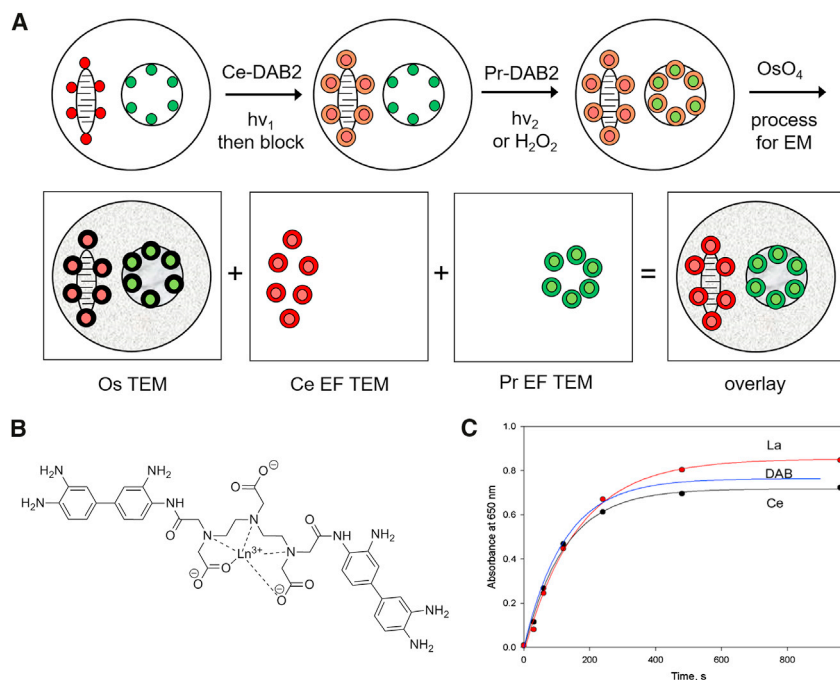 A
Ce-DAB2
hν₁
then block
Pr-DAB2
hν₂
or H₂O₂
OsO₄
process
for EM
+
+
=
Os TEM
Ce EF TEM
Pr EF TEM
overlay
B
H₂N
H₂N
NH₂
NH
O
O
O⊖
N
N
N
Ln³⁺
⊖
O
O
O
O
⊖
O
NH
NH₂
NH₂
NH₂
C
Absorbance at 650 nm
1.0
0.8
0.6
0.4
0.2
0.0
La
DAB
Ce
0
200
400
600
800
Time, s